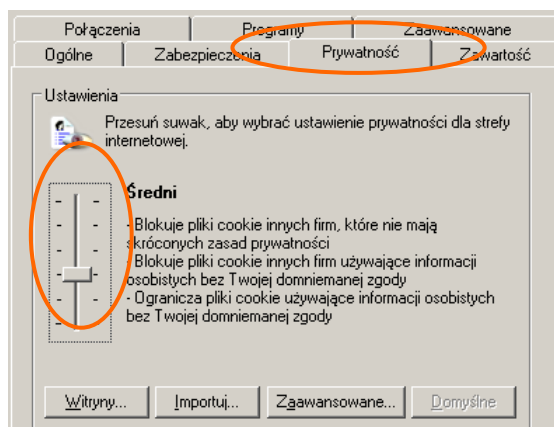 Połączenia Programy Zaawansowane
Ogólne Zabezpieczenia Prywatność Zawartość
Ustawienia
Przesuń suwak, aby wybrać ustawienie prywatności dla strefy
internetowej.
Średni
- Blokuje pliki cookie innych firm, które nie mają
skróconych zasad prywatności
- Blokuje pliki cookie innych firm używające informacji
osobistych bez Twojej domniemanej zgody
- Ogranicza pliki cookie używające informacji osobistych
bez Twojej domniemanej zgody
Witryny... Importuj... Zaawansowane... Domyślne